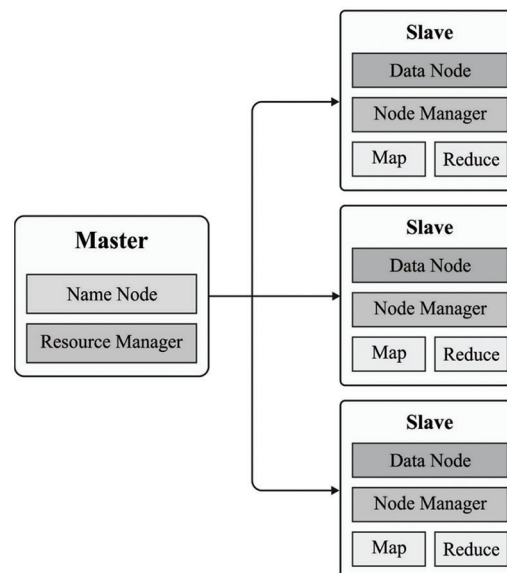 Master
Name Node
Resource Manager
Slave
Data Node
Node Manager
Map Reduce
Slave
Data Node
Node Manager
Map Reduce
Slave
Data Node
Node Manager
Map Reduce